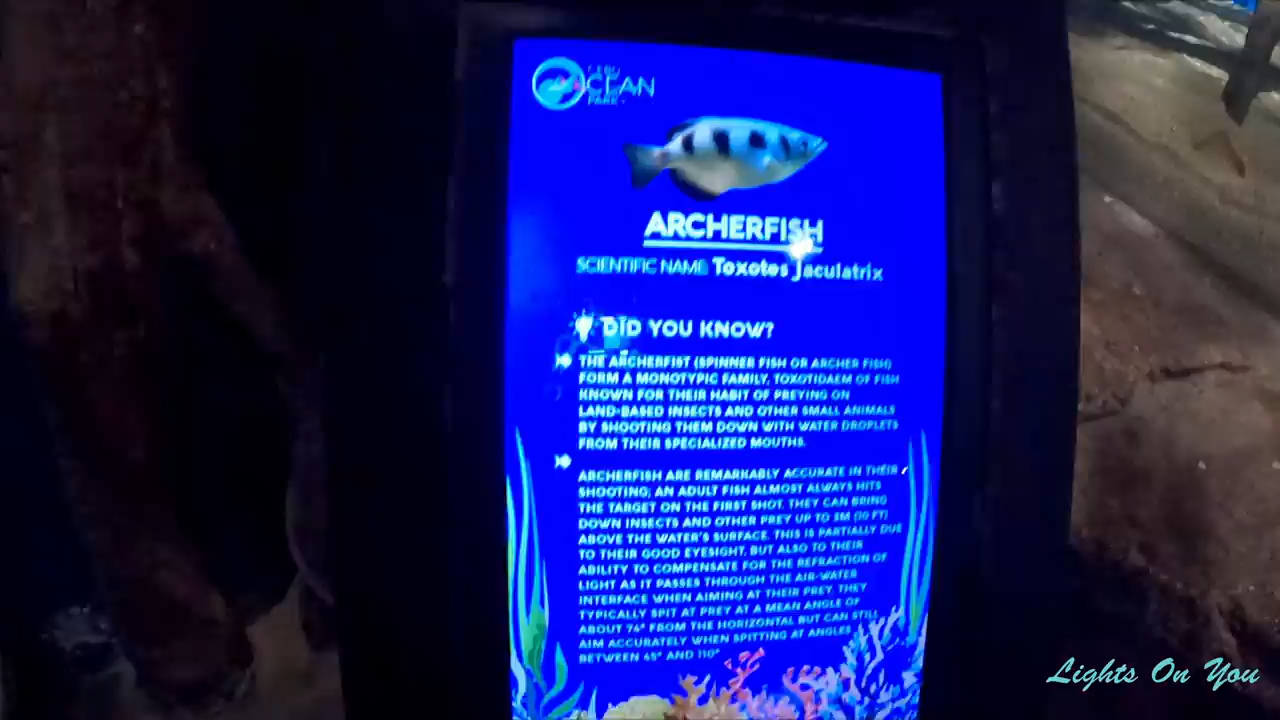 CEBU
OCEAN
PARK
ARCHERFISH
SCIENTIFIC NAME Toxotes Jaculatrix
DID YOU KNOW?
THE ARCHERFIST (SPINNER FISH OR ARCHER FISH)
FORM A MONOTYPIC FAMILY, TOXOTIDAEM OF FISH
KNOWN FOR THEIR HABIT OF PREYING ON
LAND-BASED INSECTS AND OTHER SMALL ANIMALS
BY SHOOTING THEM DOWN WITH WATER DROPLETS
FROM THEIR SPECIALIZED MOUTHS.
ARCHERFISH ARE REMARKABLY ACCURATE IN THEIR
SHOOTING; AN ADULT FISH ALMOST ALWAYS HITS
THE TARGET ON THE FIRST SHOT. THEY CAN BRING
DOWN INSECTS AND OTHER PREY UP TO 3M (10 FT)
ABOVE THE WATER'S SURFACE. THIS IS PARTIALLY DUE
TO THEIR GOOD EYESIGHT, BUT ALSO TO THEIR
ABILITY TO COMPENSATE FOR THE REFRACTION OF
LIGHT AS IT PASSES THROUGH THE AIR-WATER
INTERFACE WHEN AIMING AT THEIR PREY. THEY
TYPICALLY SPIT AT PREY AT A MEAN ANGLE OF
ABOUT 74° FROM THE HORIZONTAL BUT CAN STILL
AIM ACCURATELY WHEN SPITTING AT ANGLES
BETWEEN 45° AND 110°
Lights On You